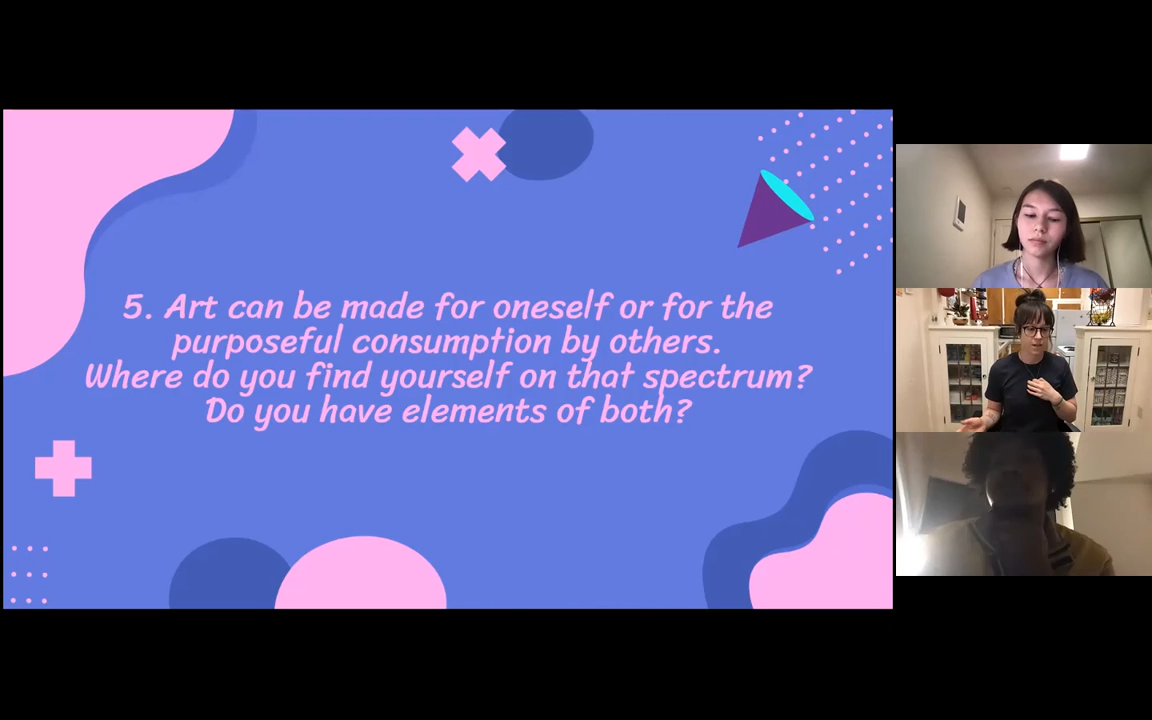 5. Art can be made for oneself or for the
purposeful consumption by others.
Where do you find yourself on that spectrum?
Do you have elements of both?